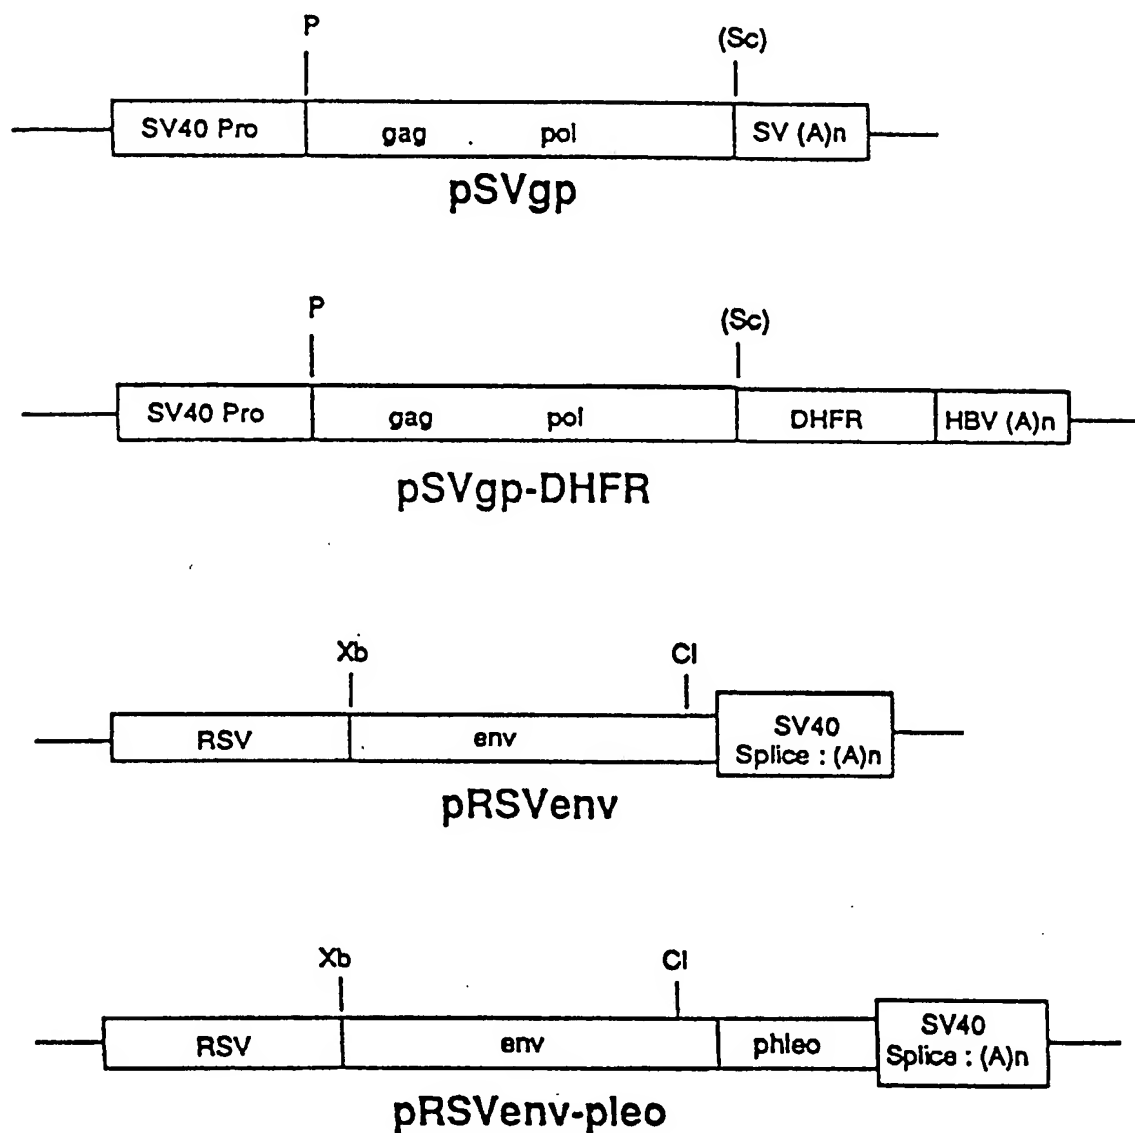 P (Sc)
SV40 Pro gag pol SV (A)n
pSVgp
P (Sc)
SV40 Pro gag pol DHFR HBV (A)n
pSVgp-DHFR
Xb Cl
RSV env SV40
Splice : (A)n
pRSVenv
Xb Cl
RSV env phleo SV40
Splice : (A)n
pRSVenv-pleo